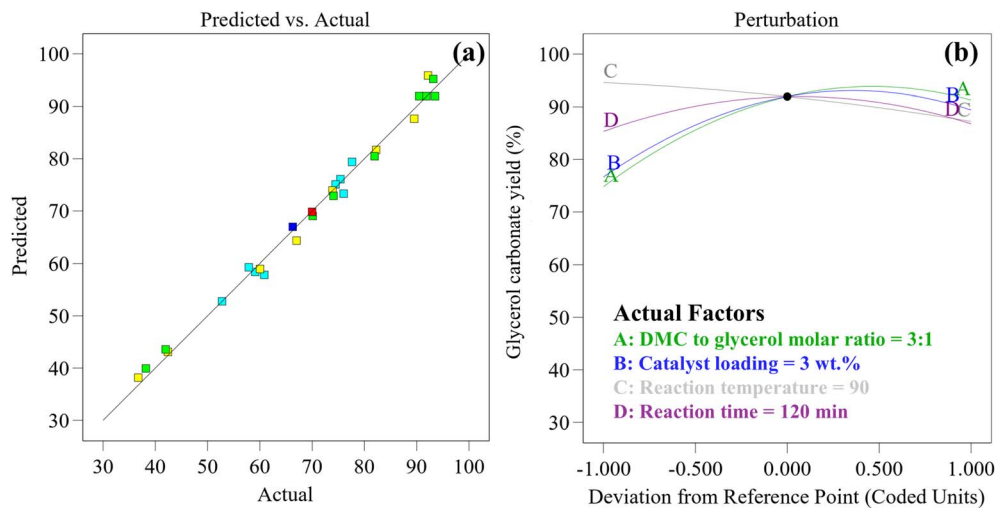 Predicted vs. Actual
(a)
100
90
80
70
60
50
40
30
30 40 50 60 70 80 90 100
Predicted
Actual
Perturbation
(b)
100
90
80
70
60
50
40
30
-1.000 -0.500 0.000 0.500 1.000
Glycerol carbonate yield (%)
Deviation from Reference Point (Coded Units)
C
D
B
A
A
B
D
C
Actual Factors
A: DMC to glycerol molar ratio = 3:1
B: Catalyst loading = 3 wt.%
C: Reaction temperature = 90
D: Reaction time = 120 min